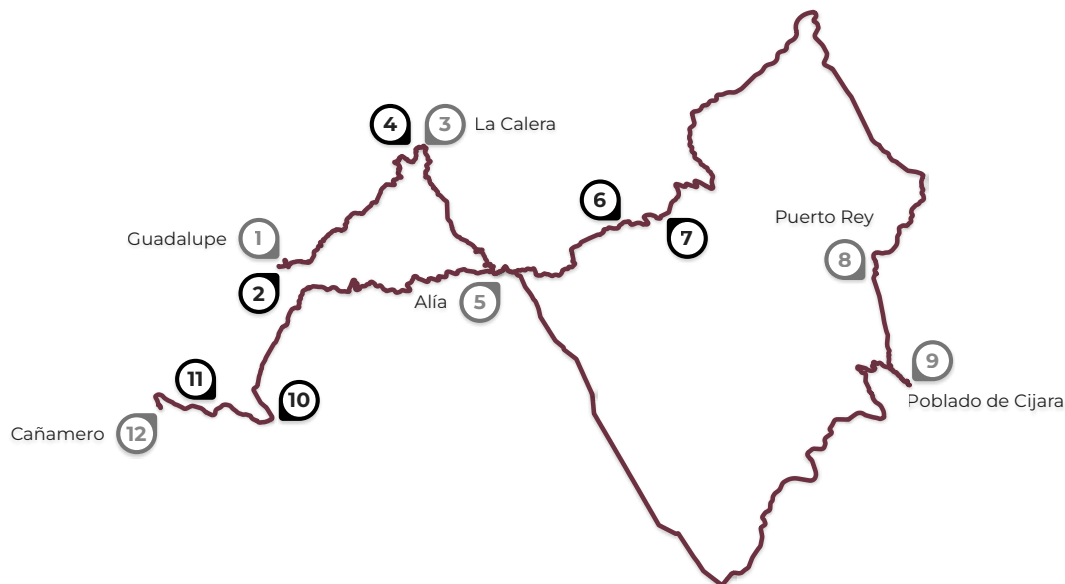 4
3 La Calera
6
Puerto Rey
Guadalupe 1
7
8
2
Alía 5
9
11
10
Poblado de Cijara
Cañamero 12